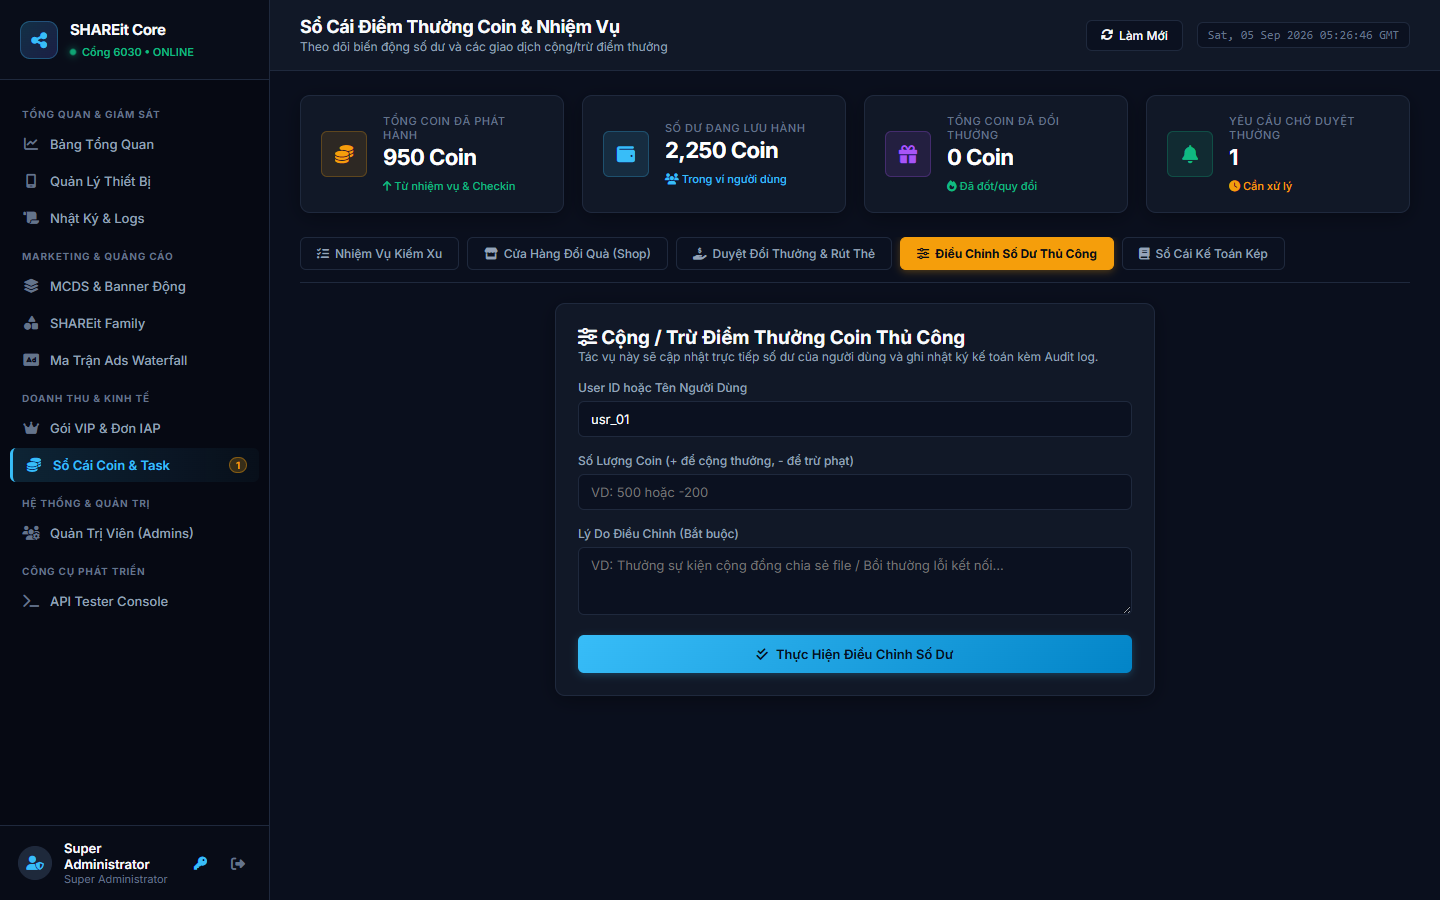 SHAREit Core
Cổng 6030 • ONLINE
TỔNG QUAN & GIÁM SÁT
Bảng Tổng Quan
Quản Lý Thiết Bị
Nhật Ký & Logs
MARKETING & QUẢNG CÁO
MCDS & Banner Động
SHAREit Family
Ad
Ma Trận Ads Waterfall
DOANH THU & KINH TẾ
Gói VIP & Đơn IAP
Sổ Cái Coin & Task
1
HỆ THỐNG & QUẢN TRỊ
Quản Trị Viên (Admins)
CÔNG CỤ PHÁT TRIỂN
API Tester Console
Super
Administrator
Super Administrator
Sổ Cái Điểm Thưởng Coin & Nhiệm Vụ
Theo dõi biến động số dư và các giao dịch cộng/trừ điểm thưởng
Làm Mới
Sat, 05 Sep 2026 05:26:46 GMT
TỔNG COIN ĐÃ PHÁT
HÀNH
950 Coin
Từ nhiệm vụ & Checkin
SỐ DƯ ĐANG LƯU HÀNH
2,250 Coin
Trong ví người dùng
TỔNG COIN ĐÃ ĐỔI
THƯỞNG
0 Coin
Đã đốt/quy đổi
YÊU CẦU CHỜ DUYỆT
THƯỞNG
1
Cần xử lý
Nhiệm Vụ Kiếm Xu
Cửa Hàng Đổi Quà (Shop)
Duyệt Đổi Thưởng & Rút Thẻ
Điều Chỉnh Số Dư Thủ Công
Sổ Cái Kế Toán Kép
Cộng / Trừ Điểm Thưởng Coin Thủ Công
Tác vụ này sẽ cập nhật trực tiếp số dư của người dùng và ghi nhật ký kế toán kèm Audit log.
User ID hoặc Tên Người Dùng
usr_01
Số Lượng Coin (+ để cộng thưởng, - để trừ phạt)
VD: 500 hoặc -200
Lý Do Điều Chỉnh (Bắt buộc)
VD: Thưởng sự kiện cộng đồng chia sẻ file / Bồi thường lỗi kết nối...
Thực Hiện Điều Chỉnh Số Dư